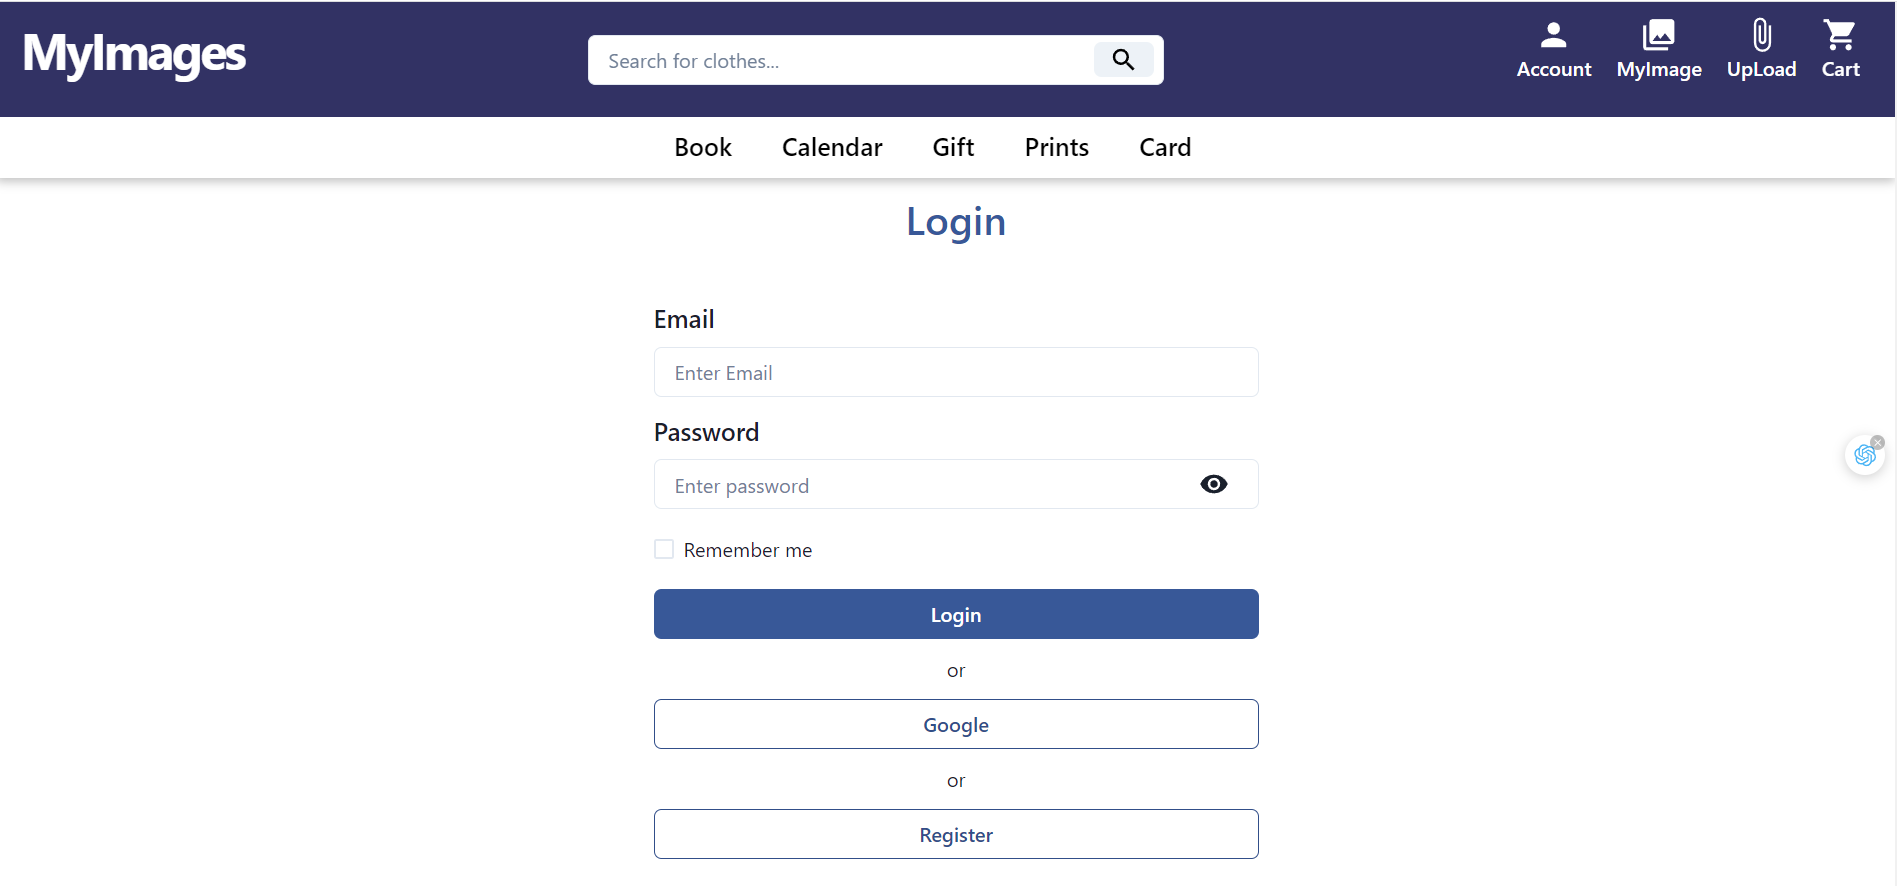 MyImages
Search for clothes...
Account MyImage UpLoad Cart
Book Calendar Gift Prints Card
Login
Email
Enter Email
Password
Enter password
Remember me
Login
or
Google
or
Register